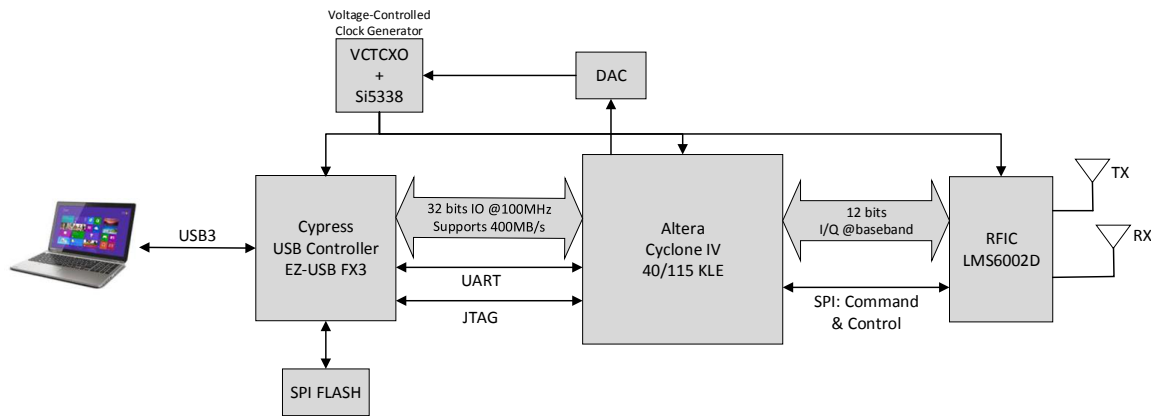 Voltage-Controlled
Clock Generator
VCTCXO
+
Si5338
DAC
TX
RX
USB3
Cypress
USB Controller
EZ-USB FX3
32 bits IO @100MHz
Supports 400MB/s
UART
JTAG
Altera
Cyclone IV
40/115 KLE
12 bits
I/Q @baseband
SPI: Command
& Control
RFIC
LMS6002D
SPI FLASH